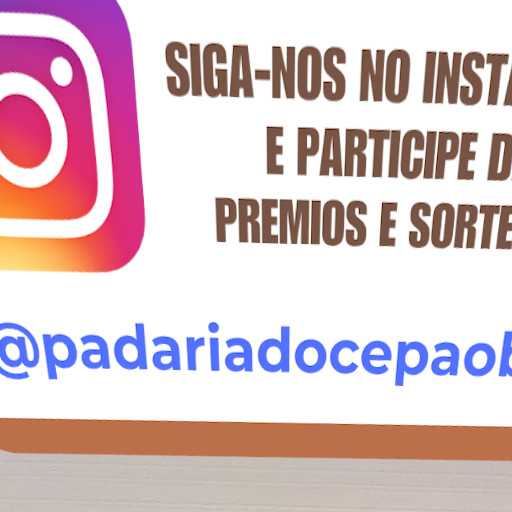 SIGA-NOS NO INSTA
E PARTICIPE D
PREMIOS E SORTE
@padariadocepaob